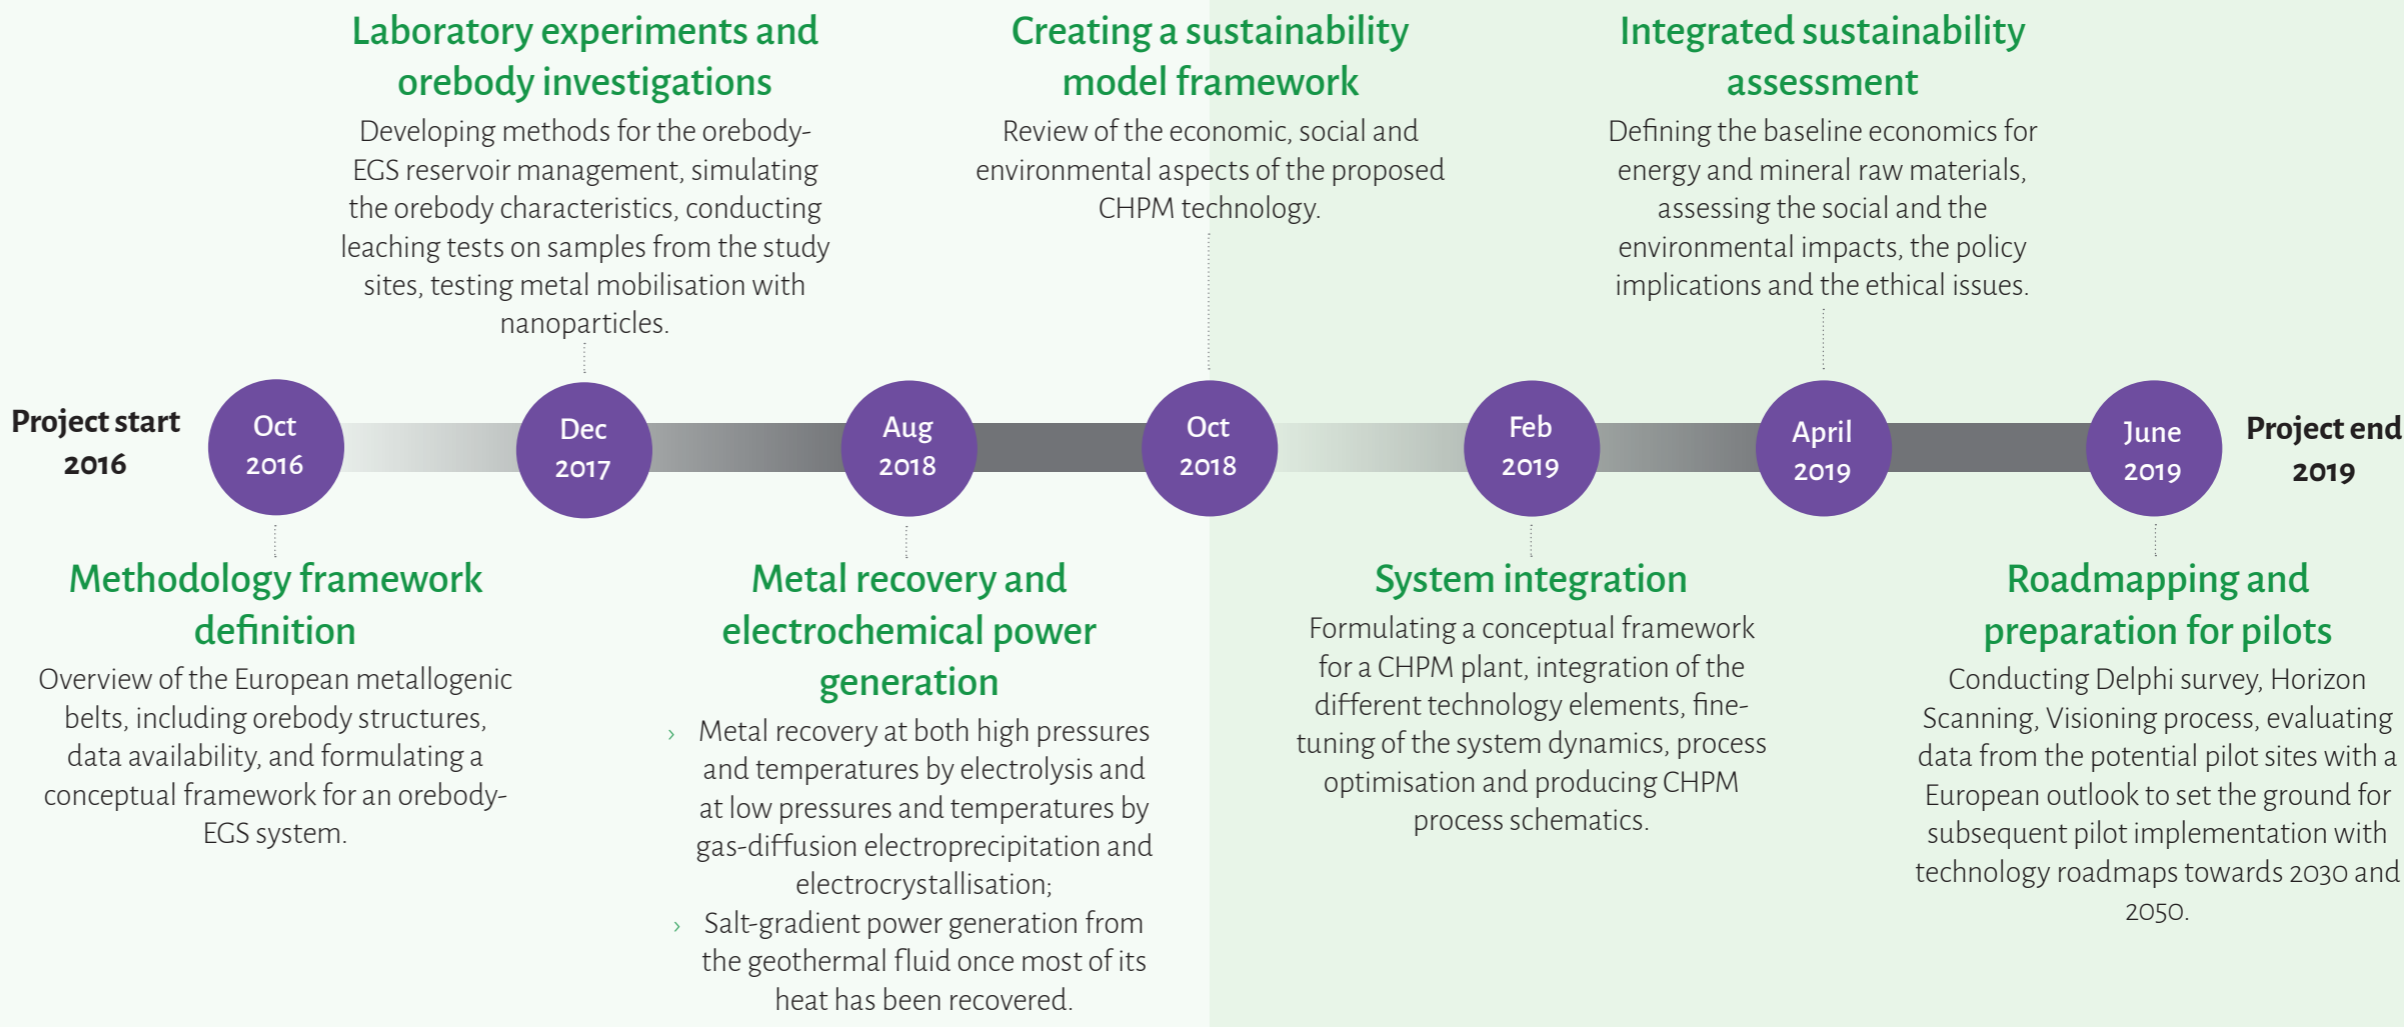 Laboratory experiments and
orebody investigations
Developing methods for the orebody-
EGS reservoir management, simulating
the orebody characteristics, conducting
leaching tests on samples from the study
sites, testing metal mobilisation with
nanoparticles.
Creating a sustainability
model framework
Review of the economic, social and
environmental aspects of the proposed
CHPM technology.
Integrated sustainability
assessment
Defining the baseline economics for
energy and mineral raw materials,
assessing the social and the
environmental impacts, the policy
implications and the ethical issues.
Project start
2016
Oct
2016
Dec
2017
Aug
2018
Oct
2018
Feb
2019
April
2019
June
2019
Project end
2019
Methodology framework
definition
Overview of the European metallogenic
belts, including orebody structures,
data availability, and formulating a
conceptual framework for an orebody-
EGS system.
Metal recovery and
electrochemical power
generation
› Metal recovery at both high pressures
and temperatures by electrolysis and
at low pressures and temperatures by
gas-diffusion electroprecipitation and
electrocrystallisation;
› Salt-gradient power generation from
the geothermal fluid once most of its
heat has been recovered.
System integration
Formulating a conceptual framework
for a CHPM plant, integration of the
different technology elements, fine-
tuning of the system dynamics, process
optimisation and producing CHPM
process schematics.
Roadmapping and
preparation for pilots
Conducting Delphi survey, Horizon
Scanning, Visioning process, evaluating
data from the potential pilot sites with a
European outlook to set the ground for
subsequent pilot implementation with
technology roadmaps towards 2030 and
2050.